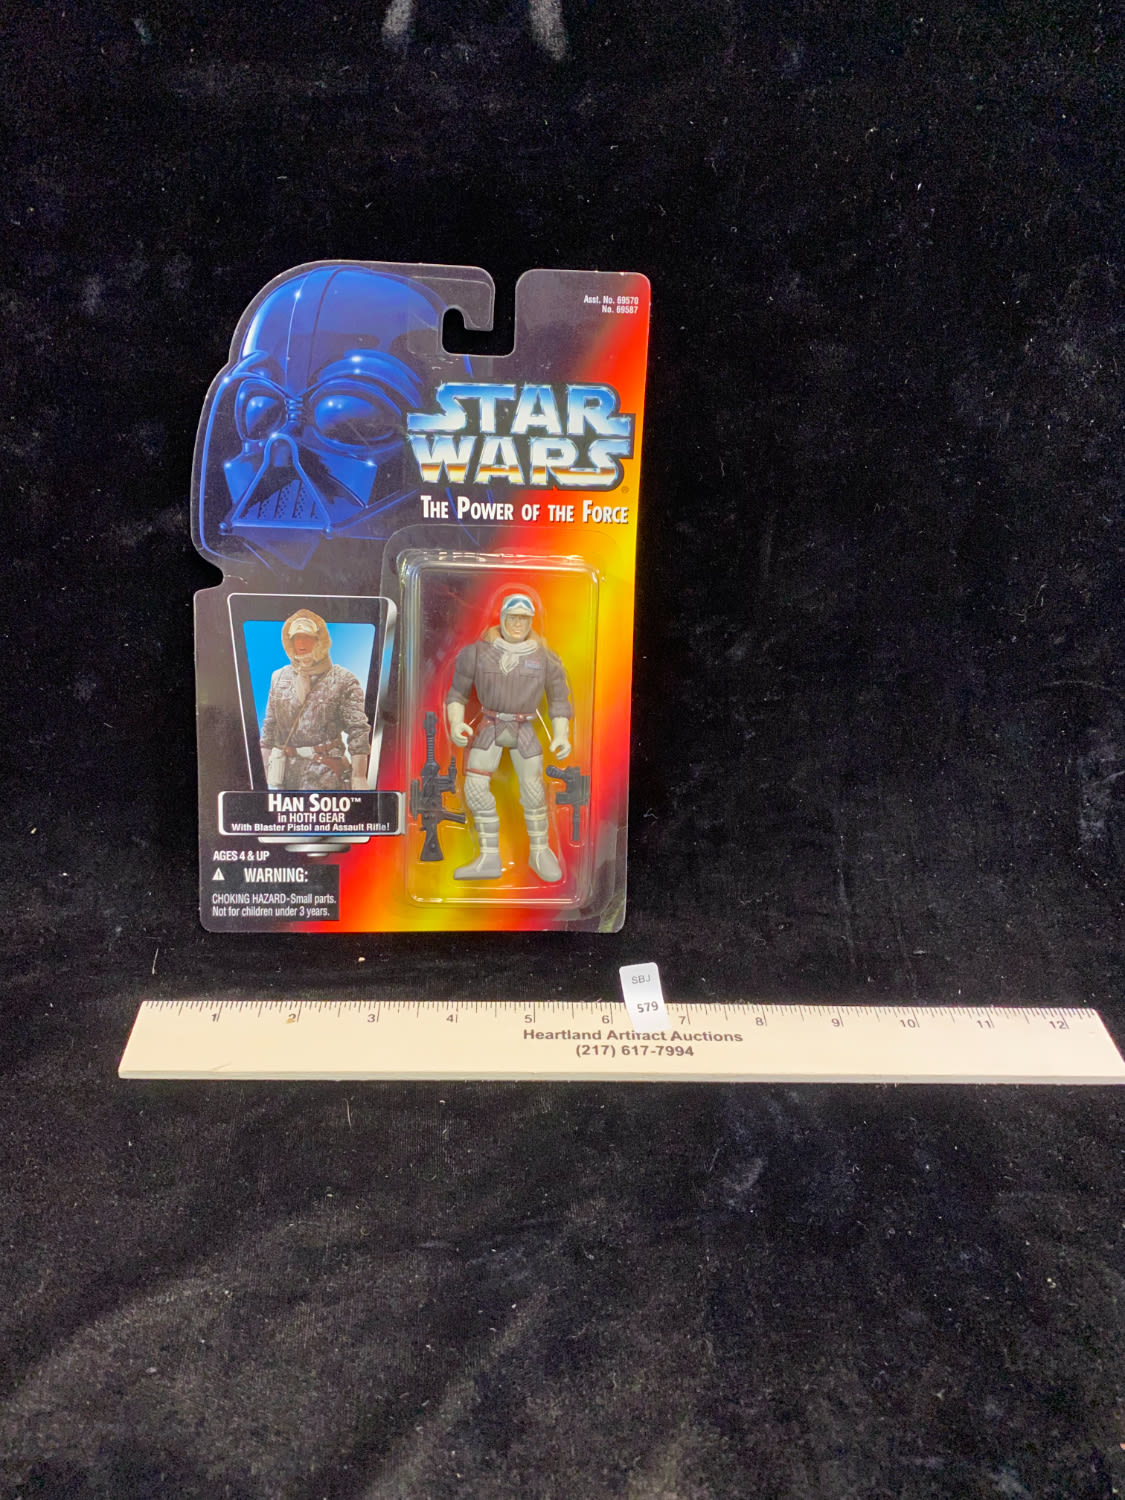 Asst. No. 69570
No. 69587
STAR
WARS®
THE POWER OF THE FORCE
HAN SOLO™
in HOTH GEAR
With Blaster Pistol and Assault Rifle!
AGES 4 & UP
WARNING:
CHOKING HAZARD-Small parts.
Not for children under 3 years.
SBJ
579
1 2 3 4 5 6 7 8 9 10 11 12
Heartland Artifact Auctions
(217) 617-7994